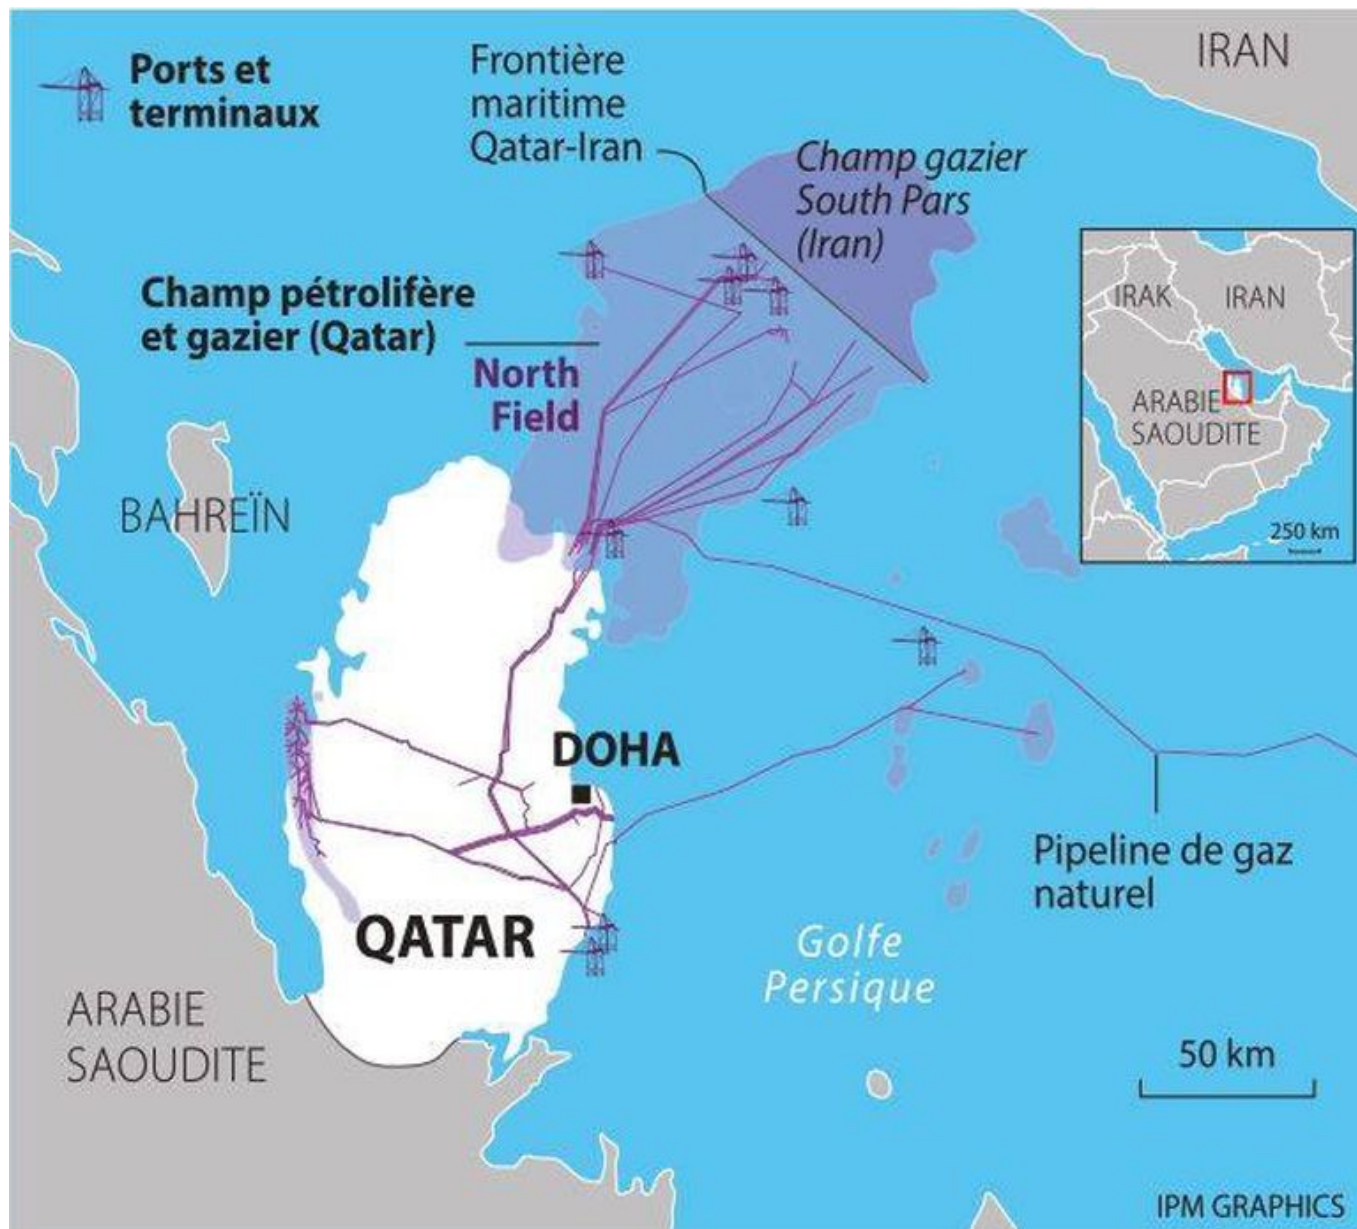 Ports et
terminaux
Frontière
maritime
Qatar-Iran
IRAN
Champ gazier
South Pars
(Iran)
Champ pétrolifère
et gazier (Qatar)
North
Field
IRAK
IRAN
ARABIE
SAOUDITE
250 km
BAHREÏN
DOHA
QATAR
Pipeline de gaz
naturel
Golfe
Persique
ARABIE
SAOUDITE
50 km
IPM GRAPHICS